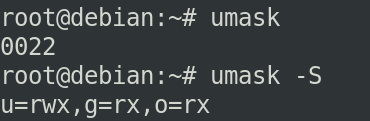 root@debian:~# umask
0022
root@debian:~# umask -S
u=rwx,g=rx,o=rx